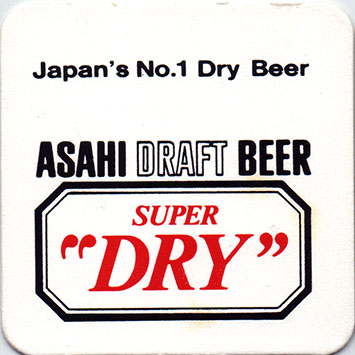 Japan's No.1 Dry Beer
ASAHI DRAFT BEER
SUPER
"DRY"